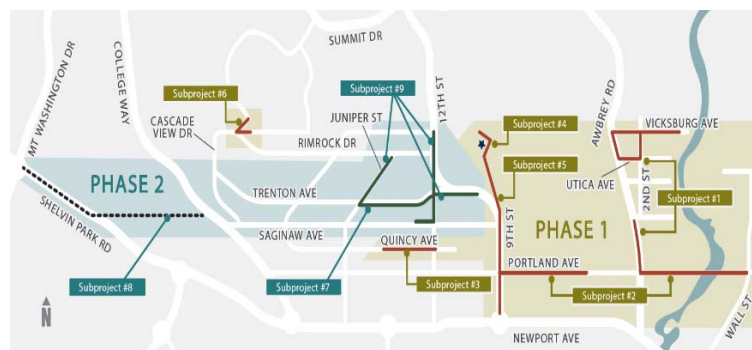 SUMMIT DR
MT WASHINGTON DR
COLLEGE WAY
Subproject #6
Subproject #9
12TH ST
JUNIPER ST
Subproject #4
AWBREY RD
VICKSBURG AVE
CASCADE
VIEW DR
RIMROCK DR
Subproject #5
UTICA AVE
2ND ST
PHASE 2
TRENTON AVE
Subproject #1
SHELVIN PARK RD
SAGINAW AVE
9TH ST
PHASE 1
QUINCY AVE
PORTLAND AVE
Subproject #8
Subproject #7
Subproject #3
Subproject #2
WALL ST
N
NEWPORT AVE